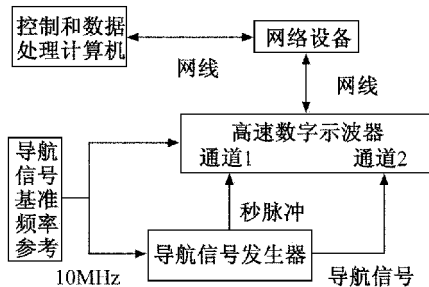 控制和数据
处理计算机
网络设备
网线
网线
高速数字示波器
通道1
通道2
导航
信号
基准
频率
参考
秒脉冲
导航信号发生器
10MHz
导航信号